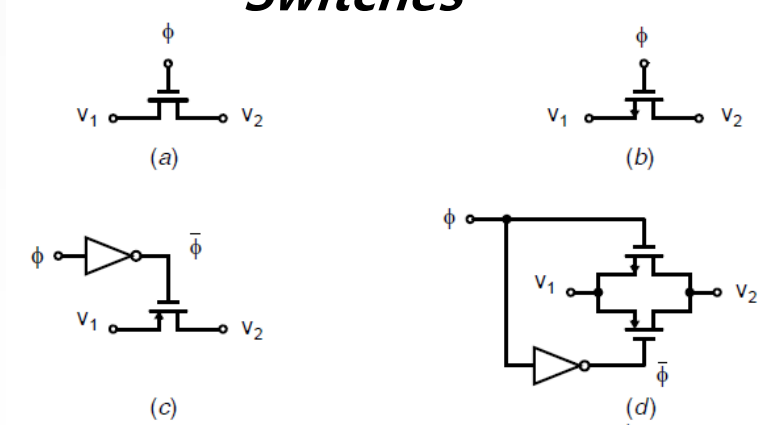 Switches
ϕ
V₁ V₂
(a)
ϕ
V₁ V₂
(b)
ϕ ϕ̅
V₁ V₂
(c)
ϕ
V₁ V₂
ϕ̅
(d)